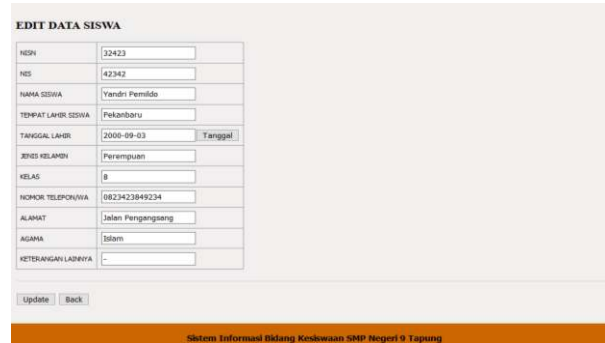 EDIT DATA SISWA
NISN 32423
NIS 42342
NAMA SISWA Yandri Pemildo
TEMPAT LAHIR SISWA Pekanbaru
TANGGAL LAHIR 2000-09-03 Tanggal
JENIS KELAMIN Perempuan
KELAS 8
NOMOR TELEPON/WA 0823423849234
ALAMAT Jalan Pengangsang
AGAMA Islam
KETERANGAN LAINNYA -
Update Back
Sistem Informasi Bidang Kesiswaan SMP Negeri 9 Tapung